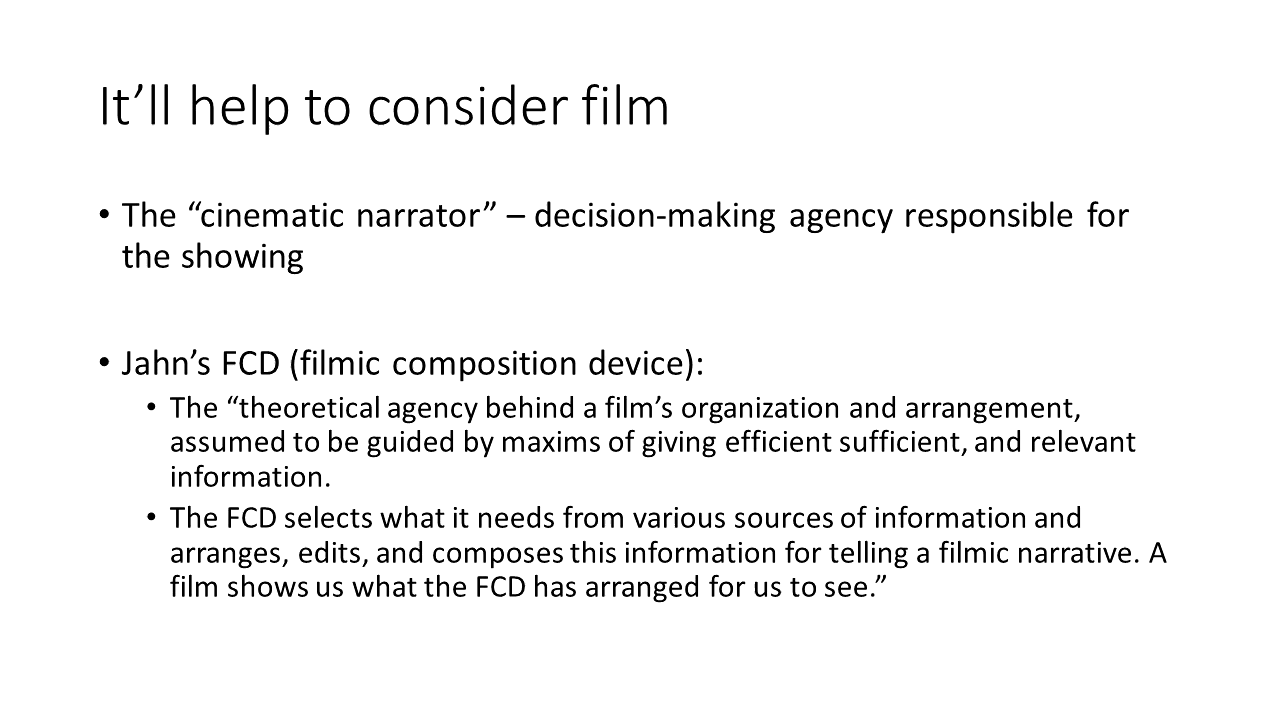 It’ll help to consider film
• The “cinematic narrator” – decision-making agency responsible for
the showing
• Jahn’s FCD (filmic composition device):
• The “theoretical agency behind a film’s organization and arrangement,
assumed to be guided by maxims of giving efficient sufficient, and relevant
information.
• The FCD selects what it needs from various sources of information and
arranges, edits, and composes this information for telling a filmic narrative. A
film shows us what the FCD has arranged for us to see.”